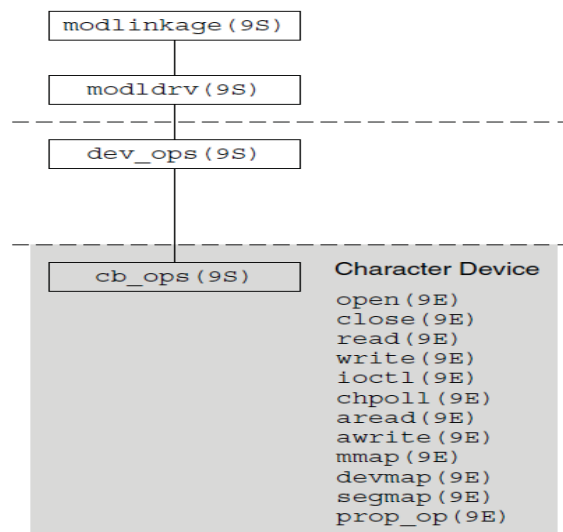 modlinkage(9S)
modldrv(9S)
dev_ops(9S)
cb_ops(9S)
Character Device
open(9E)
close(9E)
read(9E)
write(9E)
ioctl(9E)
chpoll(9E)
aread(9E)
awrite(9E)
mmap(9E)
devmap(9E)
segmap(9E)
prop_op(9E)